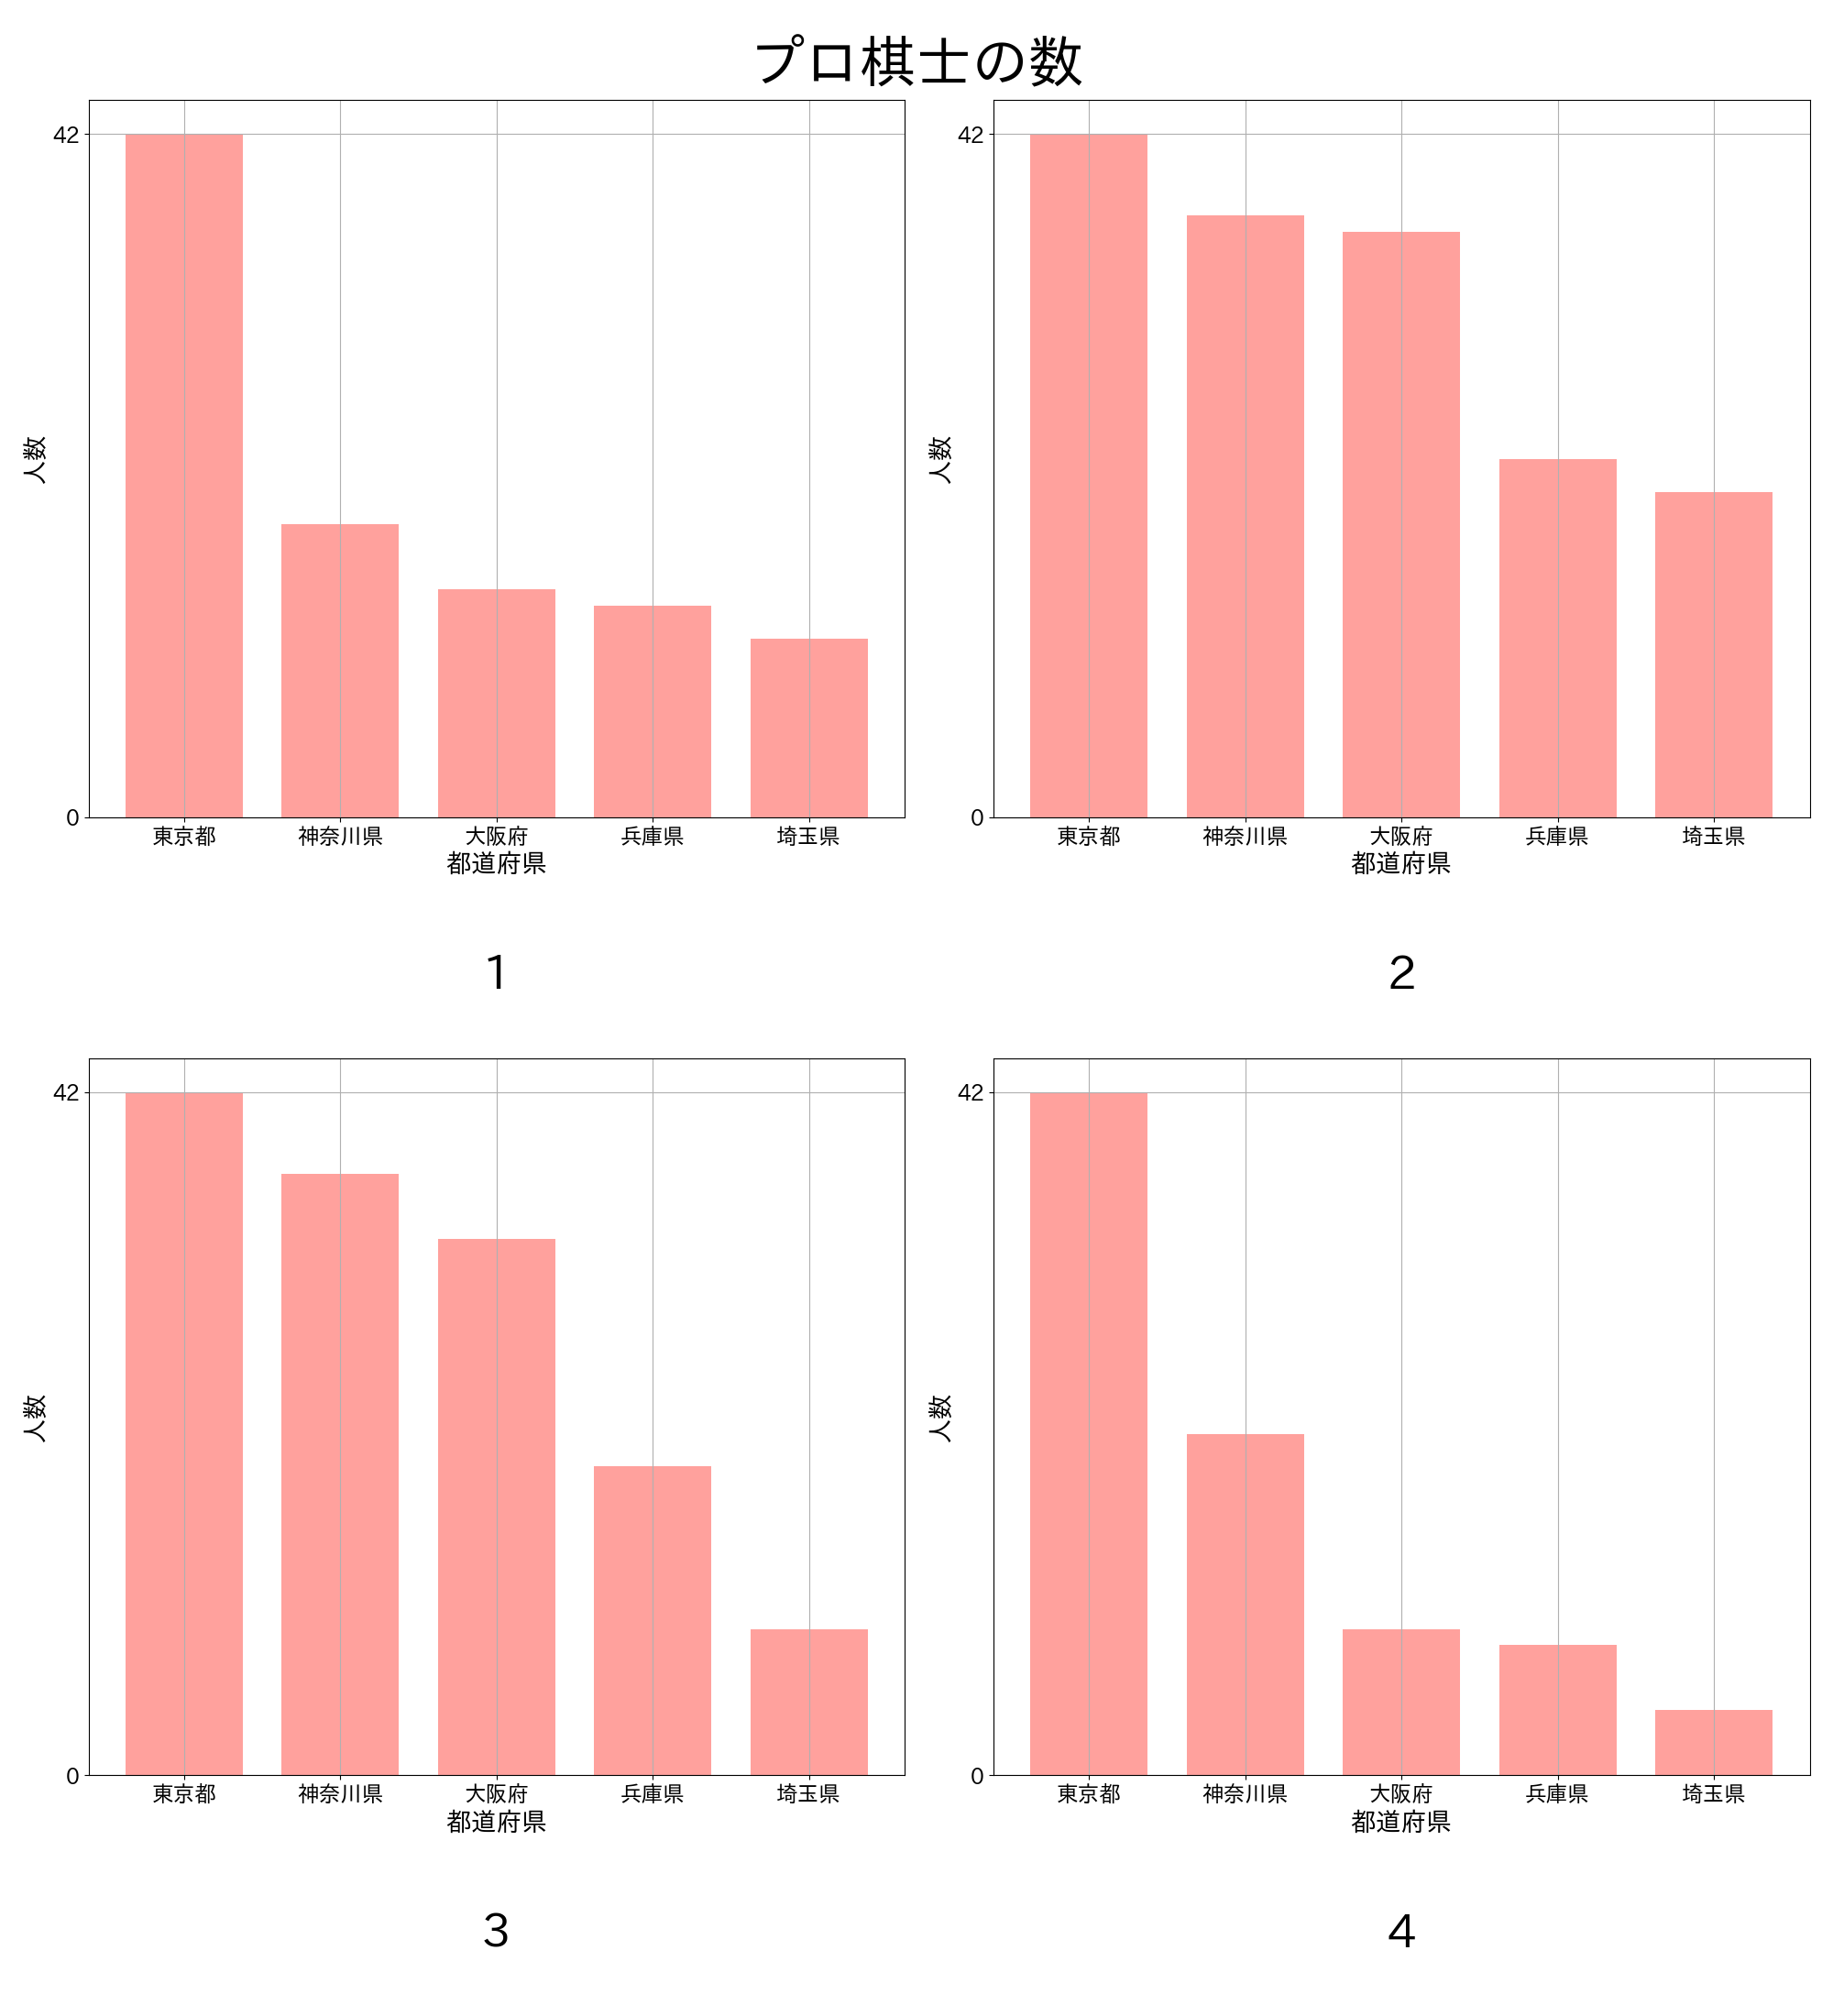 プロ棋士の数
42
人数
0
東京都 神奈川県 大阪府 兵庫県 埼玉県
都道府県
1
42
人数
0
東京都 神奈川県 大阪府 兵庫県 埼玉県
都道府県
2
42
人数
0
東京都 神奈川県 大阪府 兵庫県 埼玉県
都道府県
3
42
人数
0
東京都 神奈川県 大阪府 兵庫県 埼玉県
都道府県
4